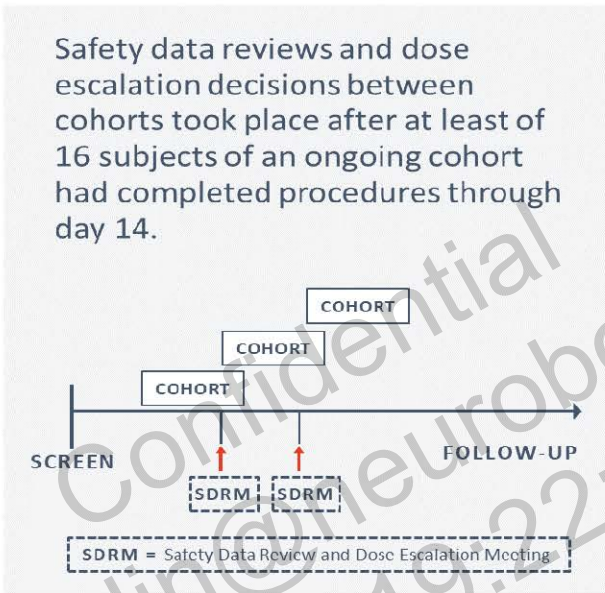 Safety data reviews and dose
escalation decisions between
cohorts took place after at least of
16 subjects of an ongoing cohort
had completed procedures through
day 14.
COHORT
COHORT
COHORT
SCREEN
FOLLOW-UP
SDRM SDRM
SDRM = Safety Data Review and Dose Escalation Meeting
Confidential